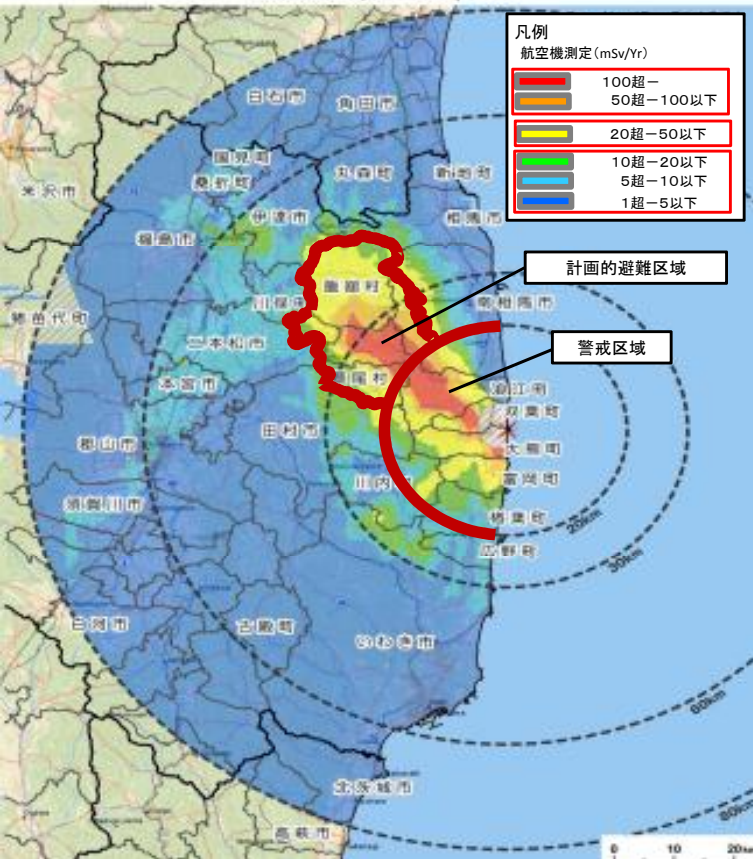 凡例
航空機測定(mSv/Yr)
100超－
50超－100以下
20超－50以下
10超－20以下
5超－10以下
1超－5以下
白石市
角田市
国見町
桑折町
丸森町
新地町
米沢市
伊達市
相馬市
福島市
計画的避難区域
飯舘村
川俣町
南相馬市
猪苗代町
二本松市
警戒区域
葛尾村
本宮市
浪江町
双葉町
田村市
郡山市
大熊町
川内
富岡町
須賀川市
楢葉町
20km
広野町
30km
白河市
古殿町
いわき市
60km
北茨城市
80km
高萩市
0 10 20km